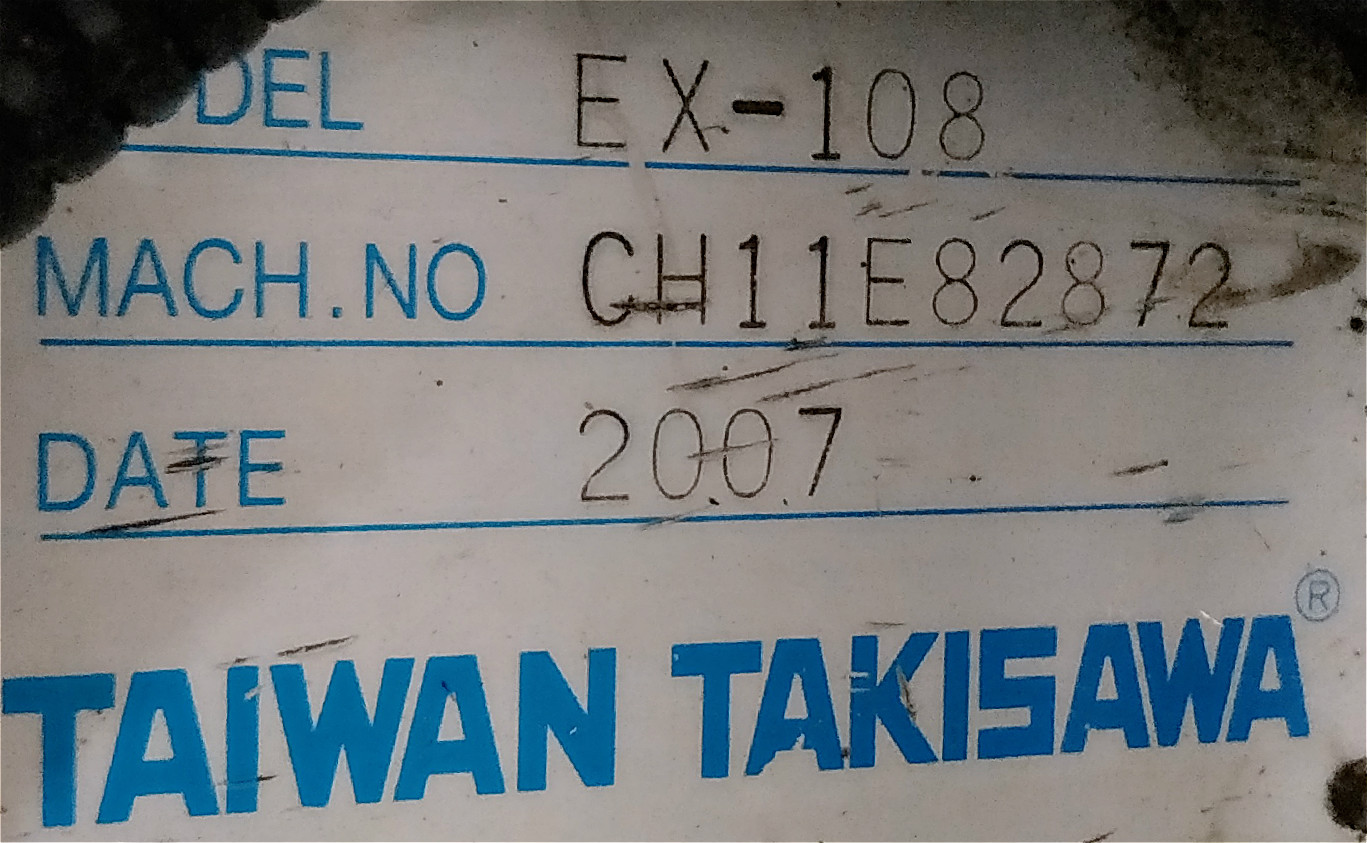 DEL EX-108
MACH.NO CH11E82872
DATE 2007
TAIWAN TAKISAWA®